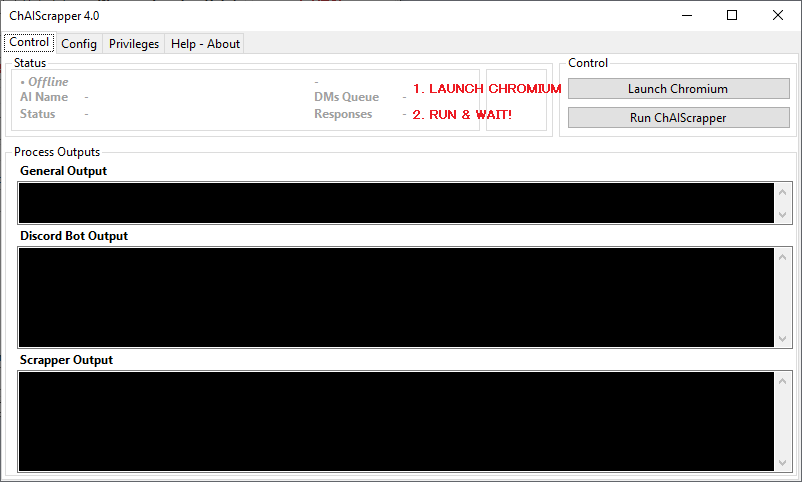 ChAIScrapper 4.0
Control Config Privileges Help - About
Status
• Offline -
AI Name - DMs Queue -
Status - Responses -
1. LAUNCH CHROMIUM
2. RUN & WAIT!
Control
Launch Chromium
Run ChAIScrapper
Process Outputs
General Output
Discord Bot Output
Scrapper Output